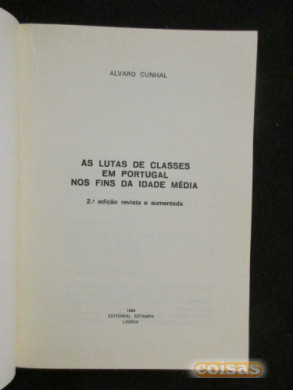 ALVARO CUNHAL
AS LUTAS DE CLASSES
EM PORTUGAL
NOS FINS DA IDADE MÉDIA
2.ª edição revista e aumentada
EDITORIAL ESTAMPA
LISBOA
coisas